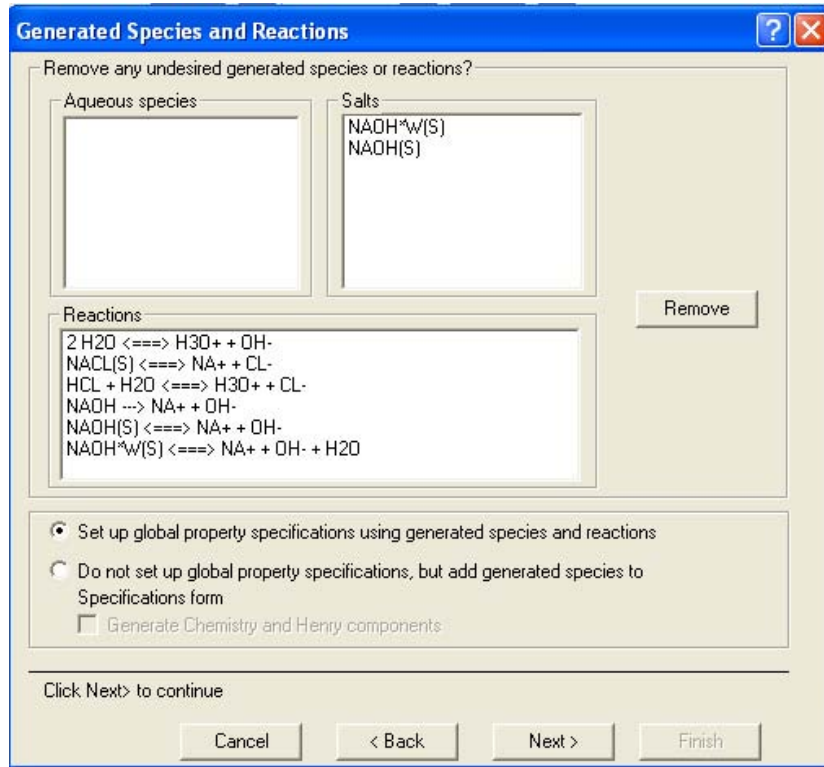 Generated Species and Reactions
Remove any undesired generated species or reactions?
Aqueous species
Salts
NAOH*W(S)
NAOH(S)
Remove
Reactions
2 H2O <===> H3O+ + OH-
NACL(S) <===> NA+ + CL-
HCL + H2O <===> H3O+ + CL-
NAOH ---> NA+ + OH-
NAOH(S) <===> NA+ + OH-
NAOH*W(S) <===> NA+ + OH- + H2O
Set up global property specifications using generated species and reactions
Do not set up global property specifications, but add generated species to
Specifications form
Generate Chemistry and Henry components
Click Next> to continue
Cancel
< Back
Next >
Finish